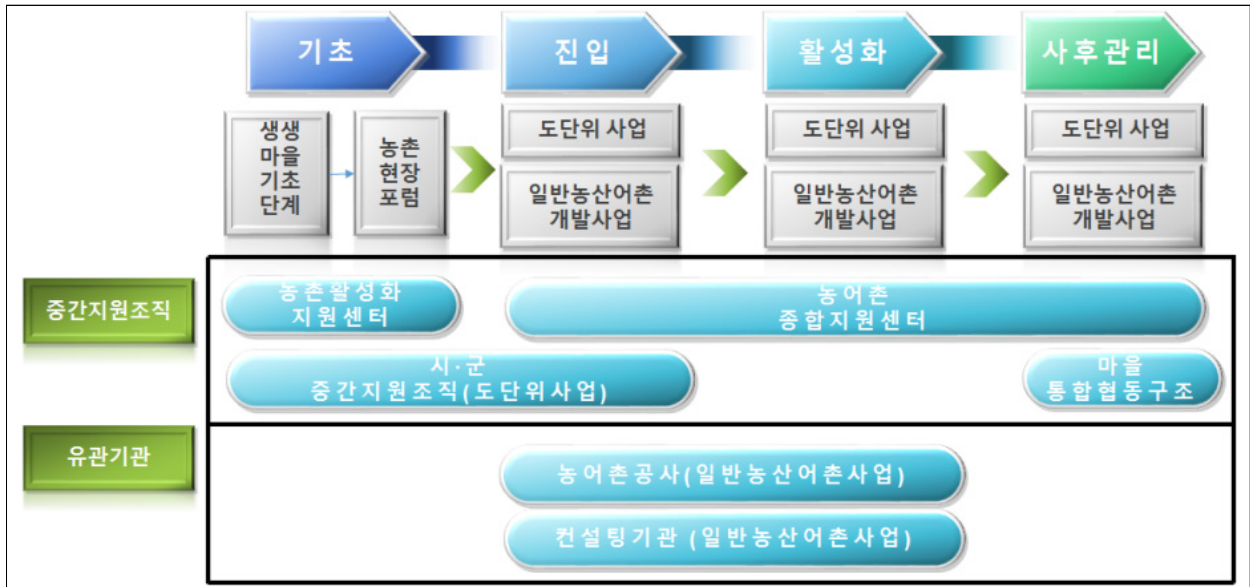 기초
진입
활성화
사후관리
생생
마을
기초
단계
농촌
현장
포럼
도단위 사업
일반농산어촌
개발사업
도단위 사업
일반농산어촌
개발사업
도단위 사업
일반농산어촌
개발사업
중간지원조직
농촌활성화
지원센터
농어촌
종합지원센터
시·군
중간지원조직(도단위사업)
마을
통합협동구조
유관기관
농어촌공사(일반농산어촌사업)
컨설팅기관 (일반농산어촌사업)